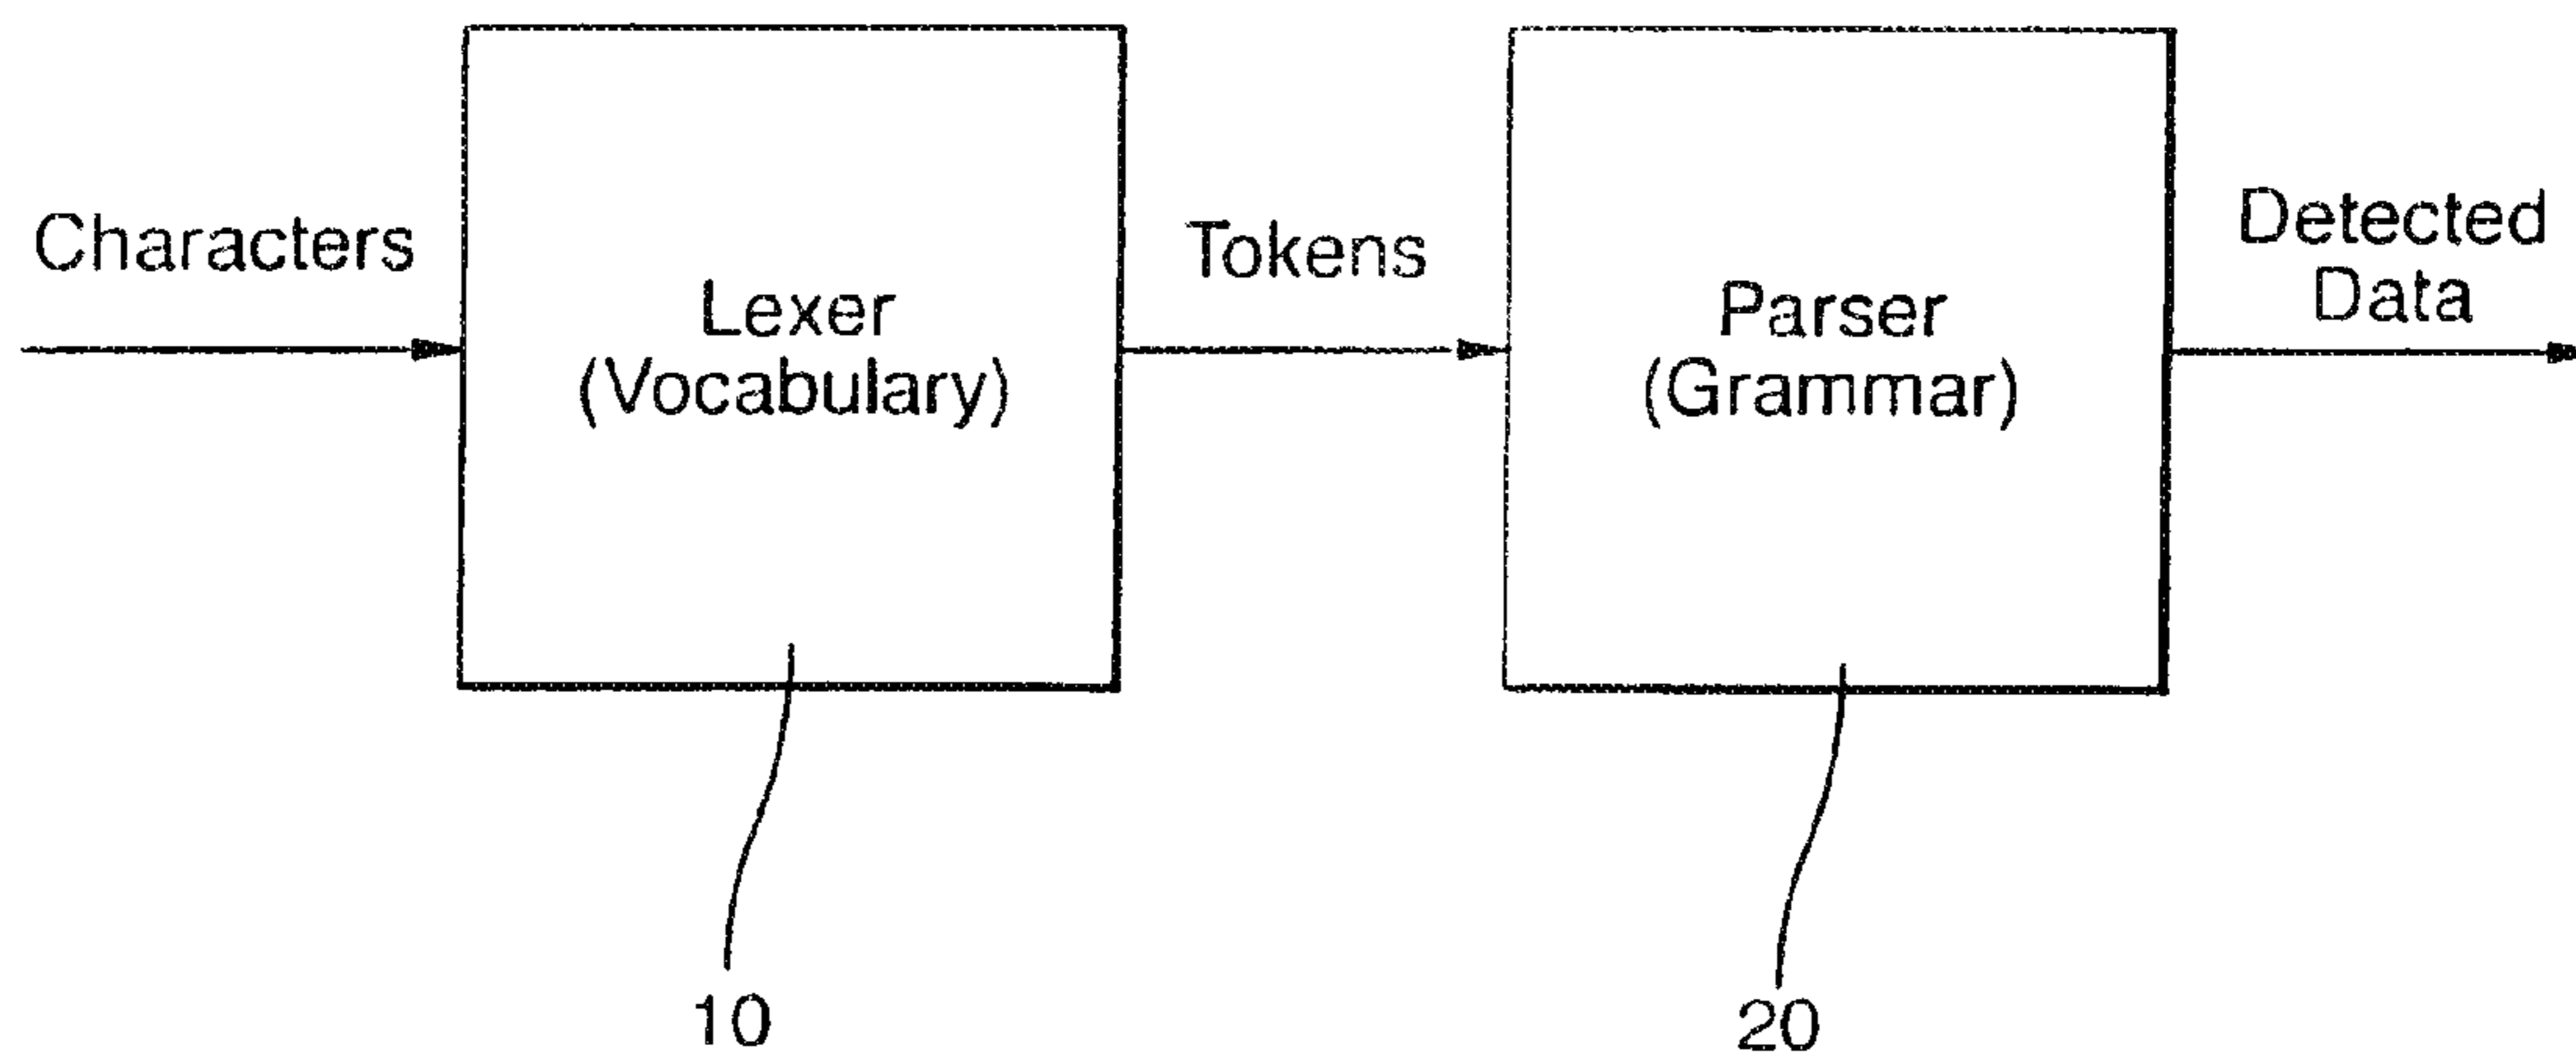 Characters
Lexer
(Vocabulary)
Tokens
Parser
(Grammar)
Detected
Data
10
20